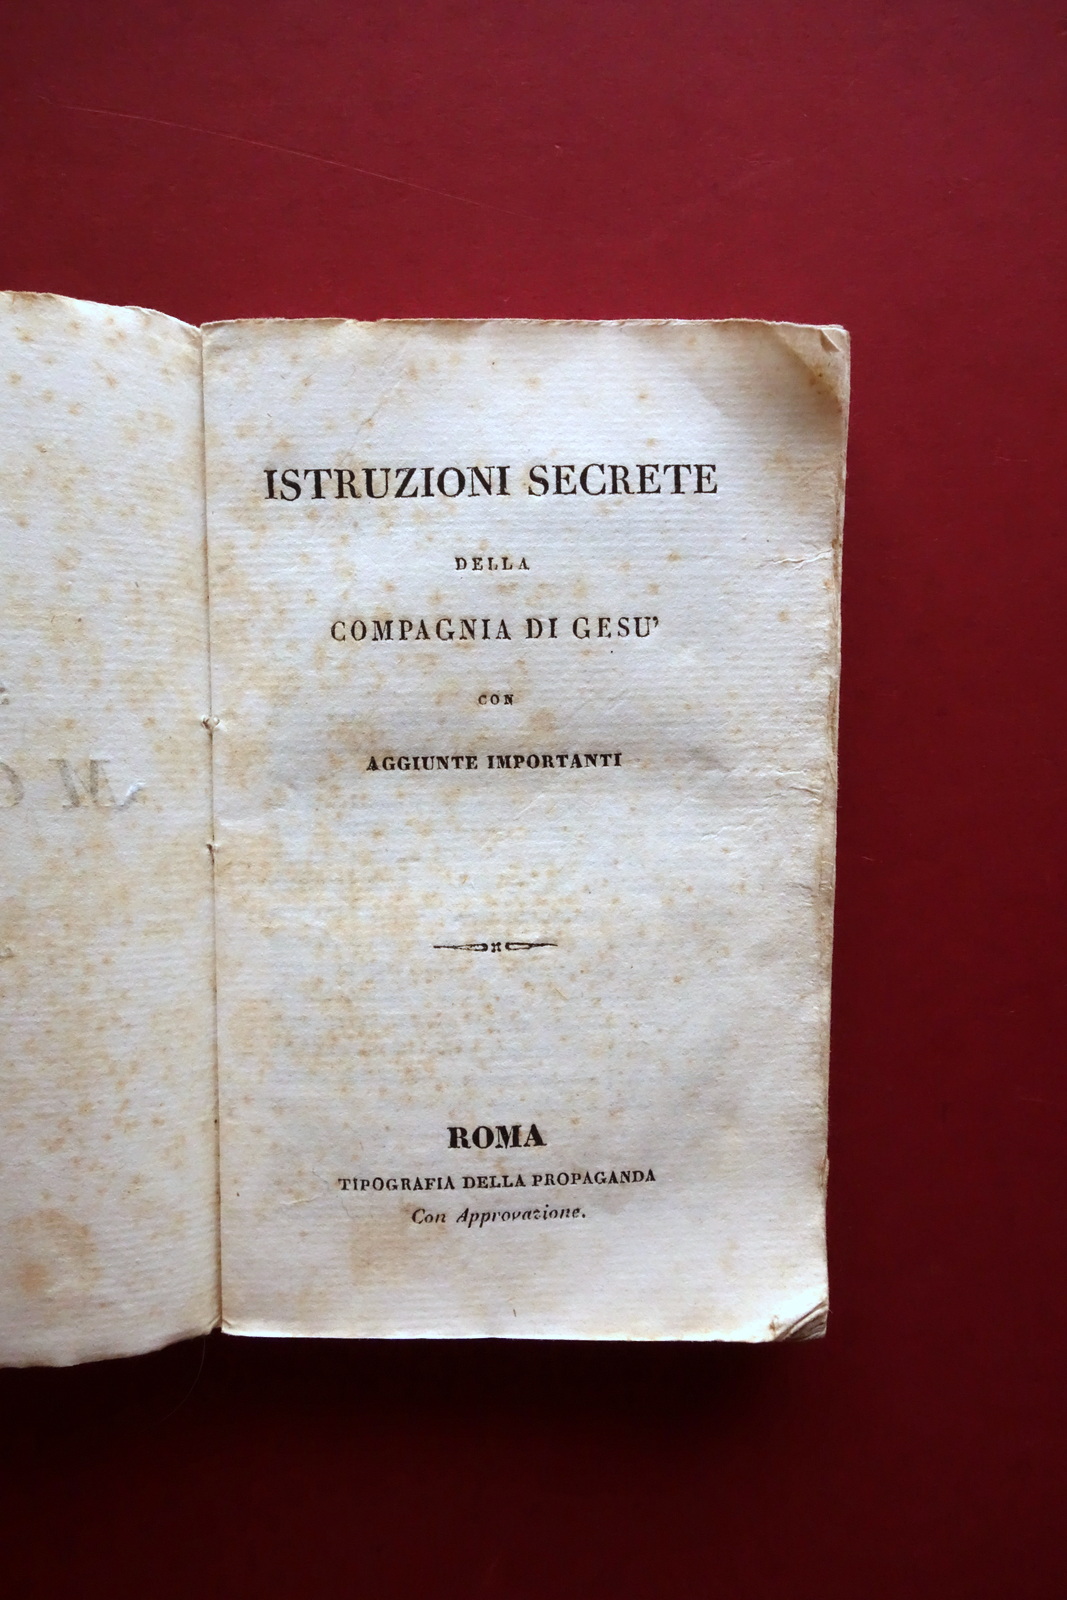 ISTRUZIONI SECRETE
DELLA
COMPAGNIA DI GESU'
CON
AGGIUNTE IMPORTANTI
ROMA
TIPOGRAFIA DELLA PROPAGANDA
Con Approvazione.